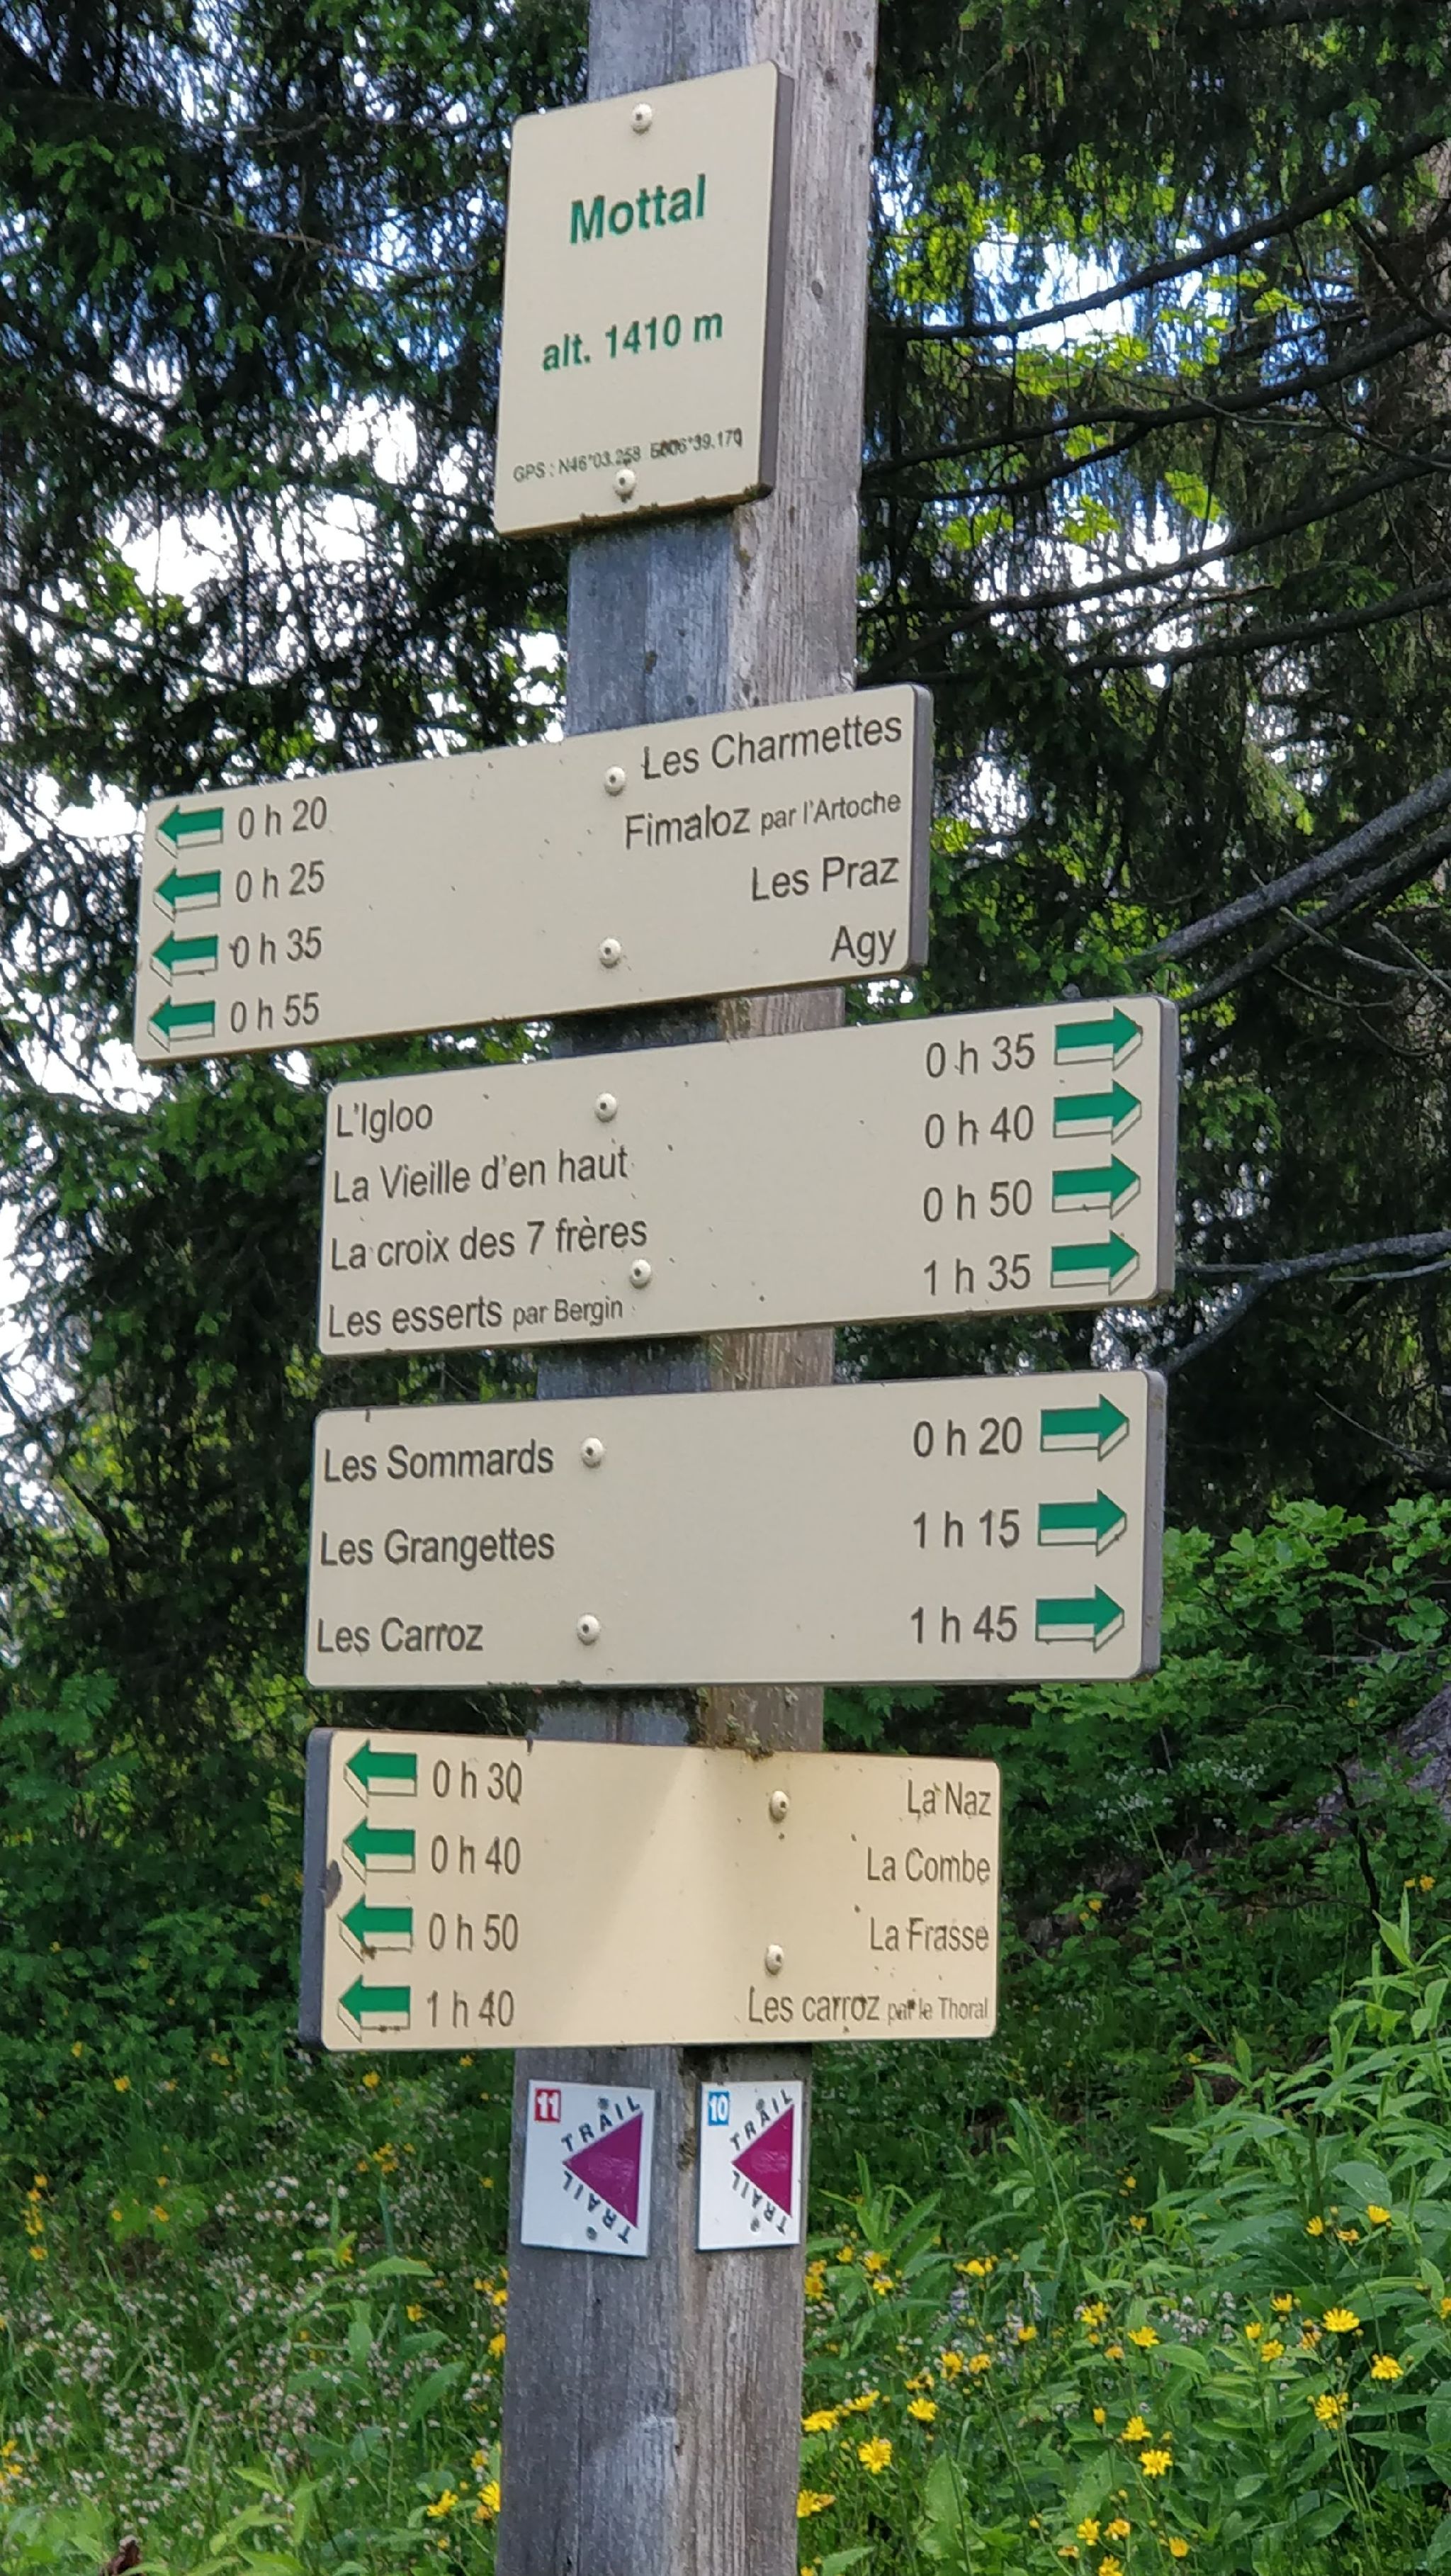 Mottal
alt. 1410 m
GPS : N46°03.258 E006°39.170
0 h 20 Les Charmettes
0 h 25 Fimaloz par l'Artoche
0 h 35 Les Praz
0 h 55 Agy
L'Igloo 0 h 35
La Vieille d'en haut 0 h 40
La croix des 7 frères 0 h 50
Les esserts par Bergin 1 h 35
Les Sommards 0 h 20
Les Grangettes 1 h 15
Les Carroz 1 h 45
0 h 30 La Naz
0 h 40 La Combe
0 h 50 La Frasse
1 h 40 Les carroz par le Thoral
11
TRAIL
TRAIL
10
TRAIL
TRAIL